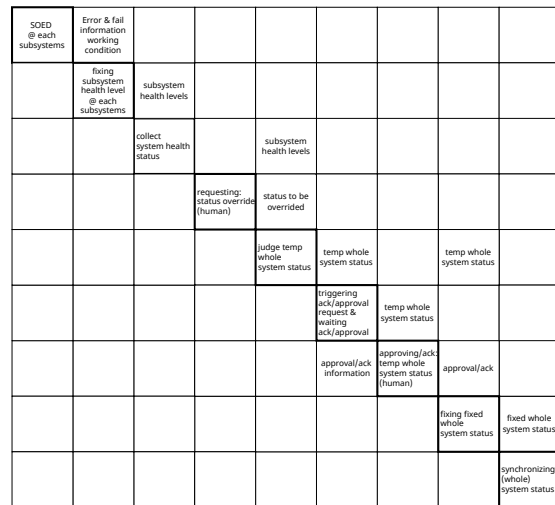 SOED
@ each
subsystems
Error & fail
information
working
condition
fixing
subsystem
health level
@ each
subsystems
subsystem
health levels
collect
system health
status
subsystem
health levels
requesting:
status override
(human)
status to be
overrided
judge temp
whole
system status
temp whole
system status
temp whole
system status
triggering
ack/approval
request &
waiting
ack/approval
temp whole
system status
approval/ack
information
approving/ack:
temp whole
system status
(human)
approval/ack
fixing fixed
whole
system status
fixed whole
system status
synchronizing
(whole)
system status